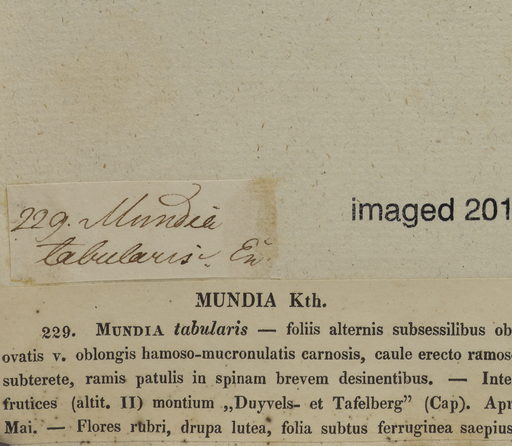 229. Mundia
tabularis. En.
imaged 201
MUNDIA Kth.
229. MUNDIA tabularis — foliis alternis subsessilibus ob
ovatis v. oblongis hamoso-mucronulatis carnosis, caule erecto ramos
subterete, ramis patulis in spinam brevem desinentibus. — Inte
frutices (altit. II) montium „Duyvels- et Tafelberg” (Cap). Apr
Mai. — Flores rubri, drupa lutea, folia subtus ferruginea saepius